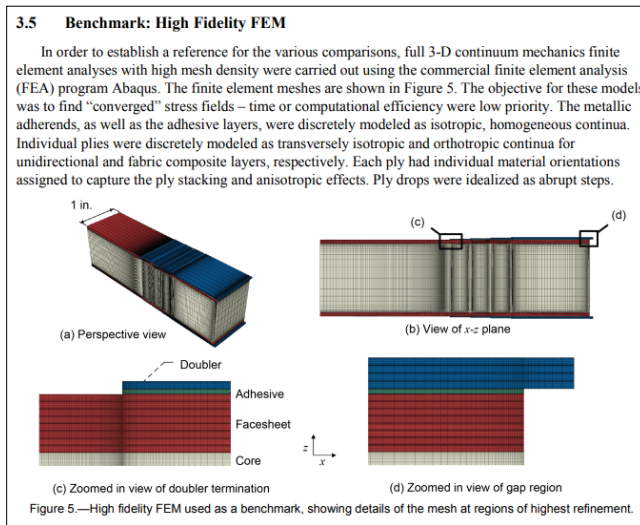 3.5 Benchmark: High Fidelity FEM
In order to establish a reference for the various comparisons, full 3-D continuum mechanics finite
element analyses with high mesh density were carried out using the commercial finite element analysis
(FEA) program Abaqus. The finite element meshes are shown in Figure 5. The objective for these models
was to find “converged” stress fields – time or computational efficiency were low priority. The metallic
adherends, as well as the adhesive layers, were discretely modeled as isotropic, homogeneous continua.
Individual plies were discretely modeled as transversely isotropic and orthotropic continua for
unidirectional and fabric composite layers, respectively. Each ply had individual material orientations
assigned to capture the ply stacking and anisotropic effects. Ply drops were idealized as abrupt steps.
1 in.
(c)
(d)
(a) Perspective view
(b) View of x-z plane
Doubler
Adhesive
Facesheet
Core
z
x
(c) Zoomed in view of doubler termination
(d) Zoomed in view of gap region
Figure 5.—High fidelity FEM used as a benchmark, showing details of the mesh at regions of highest refinement.